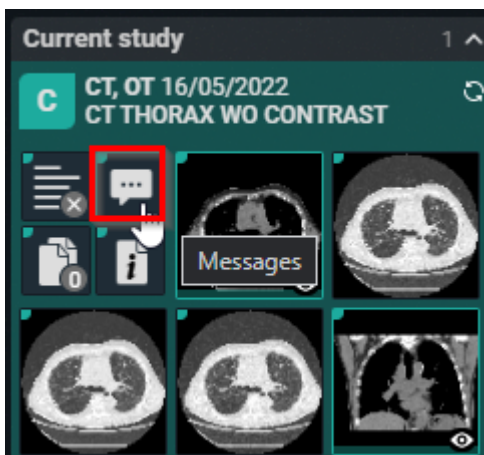 Current study 1
C
CT, OT 16/05/2022
CT THORAX WO CONTRAST
0
i
Messages